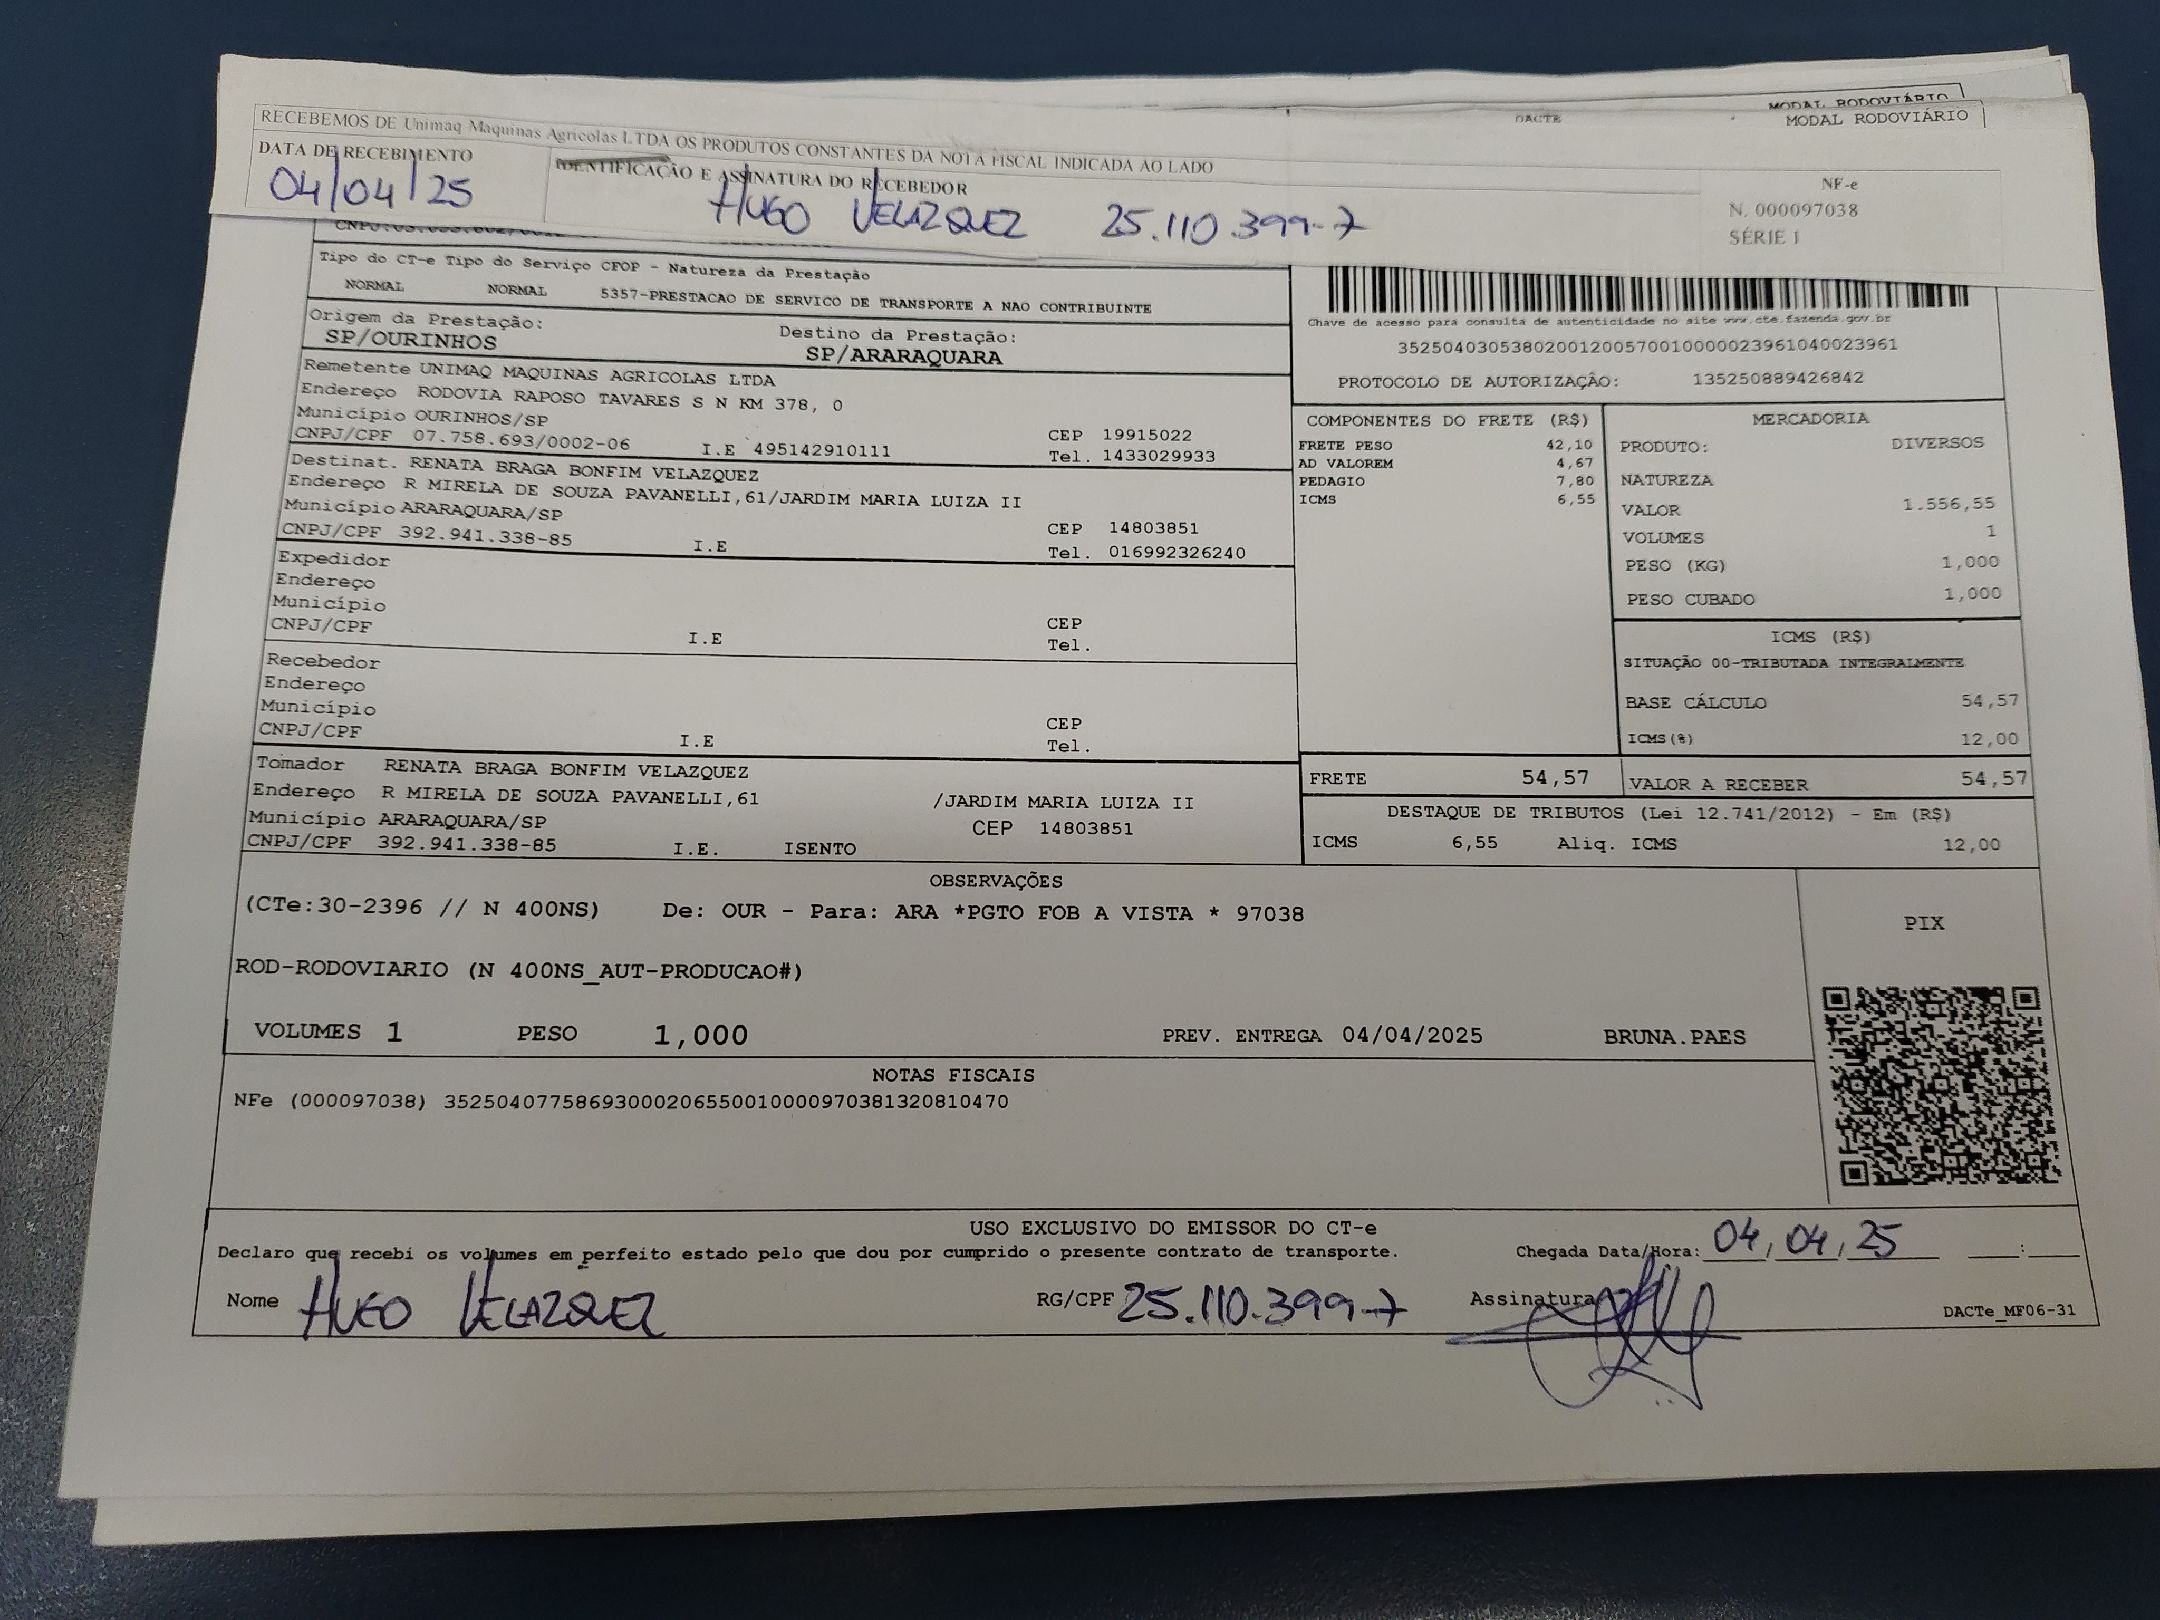 MODAL RODOVIÁRIO
DACTE MODAL RODOVIÁRIO
RECEBEMOS DE Unimaq Maquinas Agricolas LTDA OS PRODUTOS CONSTANTES DA NOTA FISCAL INDICADA AO LADO
DATA DE RECEBIMENTO
04/04/25
IDENTIFICAÇÃO E ASSINATURA DO RECEBEDOR
HUGO VELAZQUEZ 25.110.399-7
NF-e
N. 000097038
SÉRIE 1
Tipo do CT-e Tipo do Serviço CFOP - Natureza da Prestação
NORMAL NORMAL 5357-PRESTACAO DE SERVICO DE TRANSPORTE A NAO CONTRIBUINTE
Origem da Prestação: Destino da Prestação:
SP/OURINHOS SP/ARARAQUARA
Remetente UNIMAQ MAQUINAS AGRICOLAS LTDA
Endereço RODOVIA RAPOSO TAVARES S N KM 378, 0
Município OURINHOS/SP CEP 19915022
CNPJ/CPF 07.758.693/0002-06 I.E 495142910111 Tel. 1433029933
Destinat. RENATA BRAGA BONFIM VELAZQUEZ
Endereço R MIRELA DE SOUZA PAVANELLI,61/JARDIM MARIA LUIZA II
Município ARARAQUARA/SP CEP 14803851
CNPJ/CPF 392.941.338-85 I.E Tel. 016992326240
Expedidor
Endereço
Município CEP
CNPJ/CPF I.E Tel.
Recebedor
Endereço
Município CEP
CNPJ/CPF I.E Tel.
Tomador RENATA BRAGA BONFIM VELAZQUEZ
Endereço R MIRELA DE SOUZA PAVANELLI,61 /JARDIM MARIA LUIZA II
Município ARARAQUARA/SP CEP 14803851
CNPJ/CPF 392.941.338-85 I.E. ISENTO
Chave de acesso para consulta de autenticidade no site www.cte.fazenda.gov.br
35250403053802001200570010000023961040023961
PROTOCOLO DE AUTORIZAÇÃO: 135250889426842
COMPONENTES DO FRETE (R$)
FRETE PESO 42,10
AD VALOREM 4,67
PEDAGIO 7,80
ICMS 6,55
MERCADORIA
PRODUTO: DIVERSOS
NATUREZA
VALOR 1.556,55
VOLUMES 1
PESO (KG) 1,000
PESO CUBADO 1,000
ICMS (R$)
SITUAÇÃO 00-TRIBUTADA INTEGRALMENTE
BASE CÁLCULO 54,57
ICMS(%) 12,00
FRETE 54,57 VALOR A RECEBER 54,57
DESTAQUE DE TRIBUTOS (Lei 12.741/2012) - Em (R$)
ICMS 6,55 Aliq. ICMS 12,00
OBSERVAÇÕES
(CTe:30-2396 // N 400NS) De: OUR - Para: ARA *PGTO FOB A VISTA * 97038
ROD-RODOVIARIO (N 400NS_AUT-PRODUCAO#)
PIX
VOLUMES 1 PESO 1,000 PREV. ENTREGA 04/04/2025 BRUNA.PAES
NOTAS FISCAIS
NFe (000097038) 35250407758693000206550010000970381320810470
USO EXCLUSIVO DO EMISSOR DO CT-e
Declaro que recebi os volumes em perfeito estado pelo que dou por cumprido o presente contrato de transporte. Chegada Data/Hora: 04, 04, 25 :
Nome HUGO VELAZQUEZ RG/CPF 25.110.399-7 Assinatura
DACTe_MF06-31